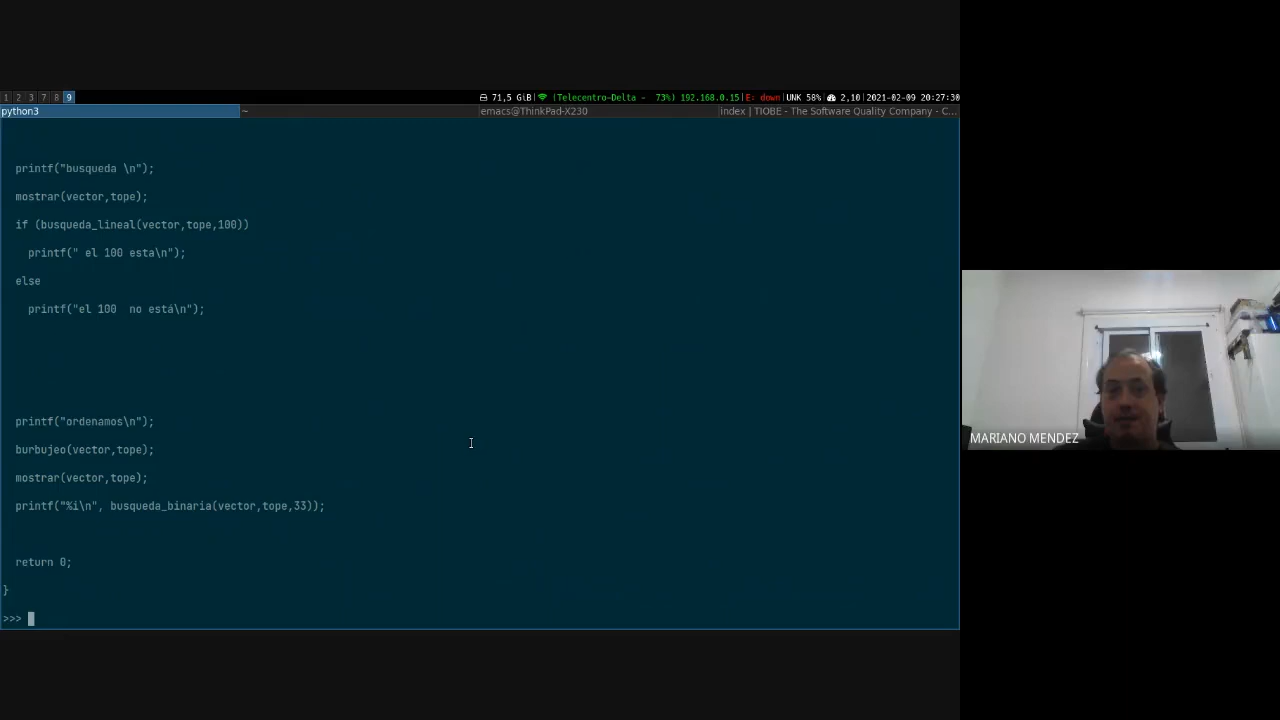 1 2 3 7 8 9
71,5 GiB| (Telecentro-Delta - 73%) 192.168.0.15|E: down|UNK 58%| 2,10|2021-02-09 20:27:30
python3
~
emacs@ThinkPad-X230
index | TIOBE - The Software Quality Company - C...
printf("busqueda \n");
mostrar(vector,tope);
if (busqueda_lineal(vector,tope,100))
printf(" el 100 esta\n");
else
printf("el 100  no está\n");
printf("ordenamos\n");
burbujeo(vector,tope);
mostrar(vector,tope);
printf("%i\n", busqueda_binaria(vector,tope,33));
return 0;
}
>>>
MARIANO MENDEZ